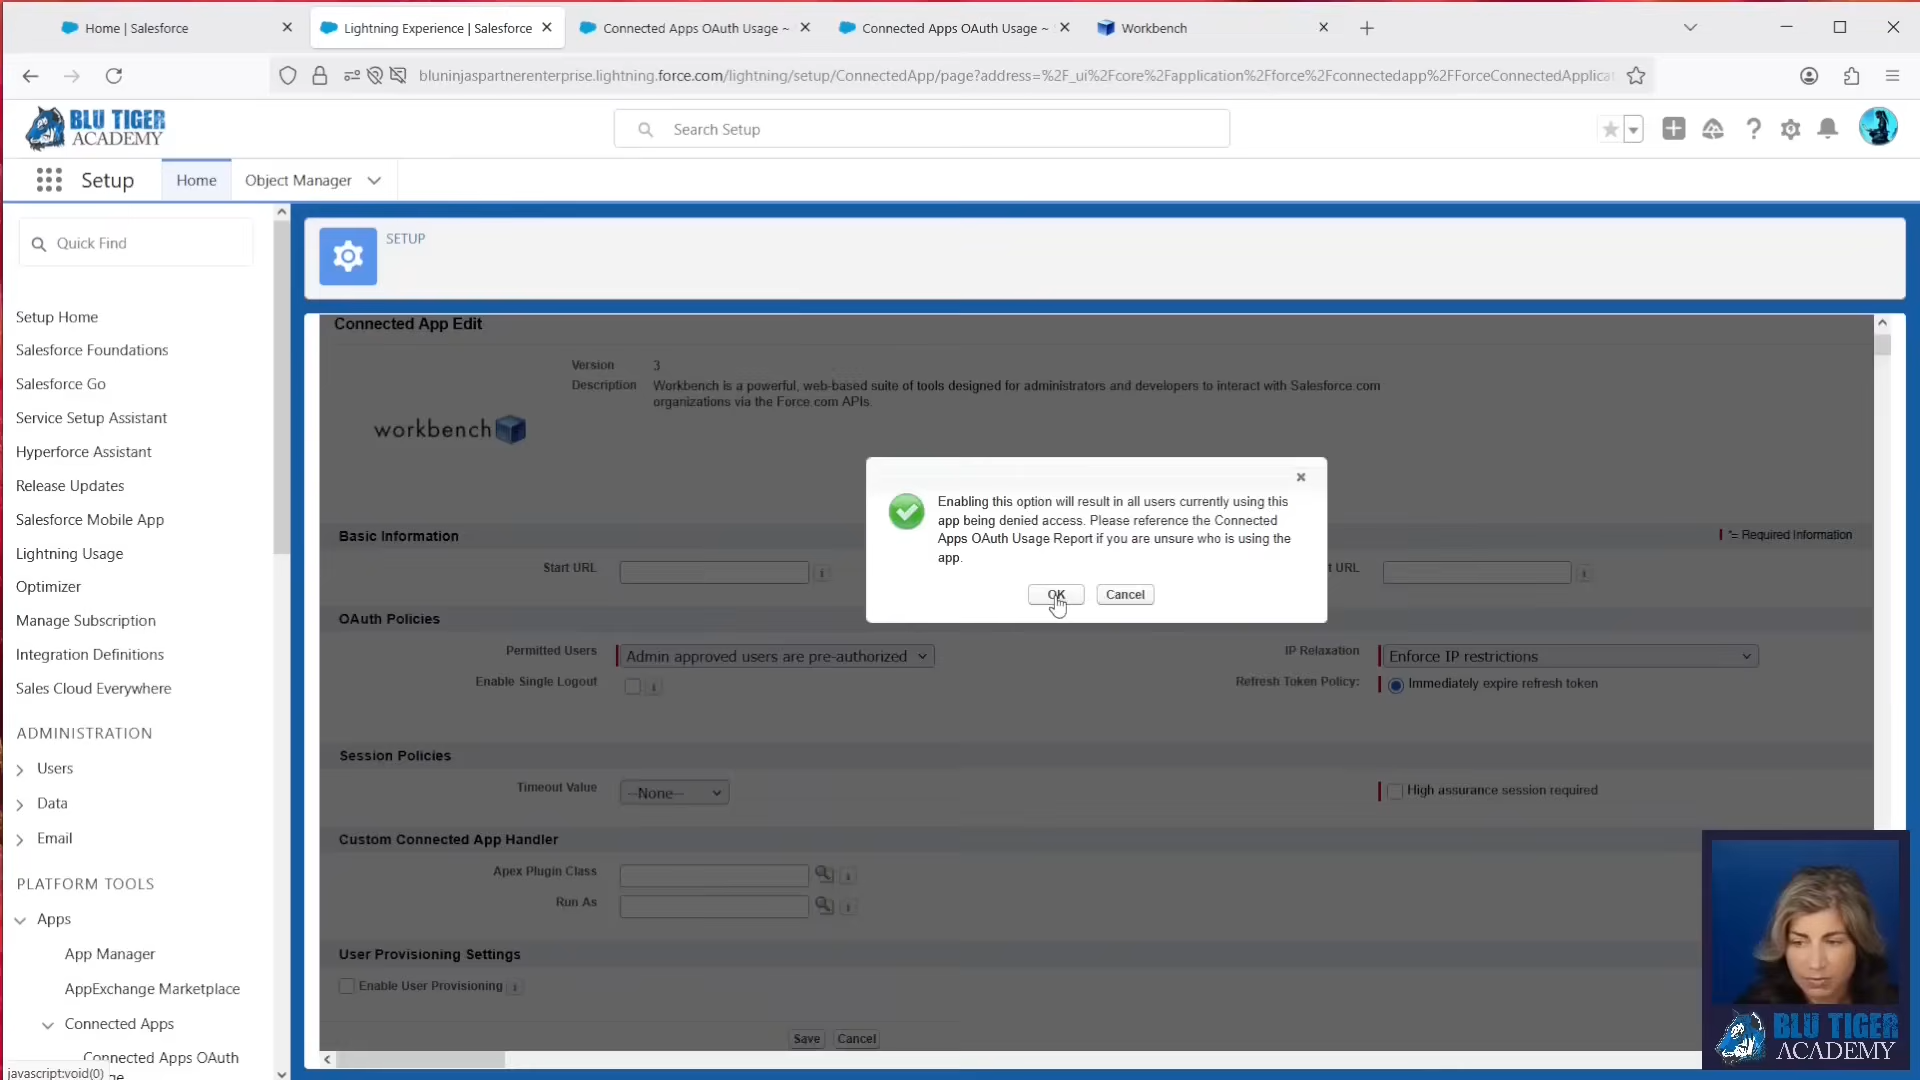 Home | Salesforce
Lightning Experience | Salesforce
Connected Apps OAuth Usage ~
Connected Apps OAuth Usage ~
Workbench
bluninjaspartnerenterprise.lightning.force.com/lightning/setup/ConnectedApp/page?address=%2F_ui%2Fcore%2Fapplication%2Fforce%2Fconnectedapp%2FForceConnectedApplicat
BLU TIGER
ACADEMY
Search Setup
Setup
Home
Object Manager
Quick Find
Setup Home
Salesforce Foundations
Salesforce Go
Service Setup Assistant
Hyperforce Assistant
Release Updates
Salesforce Mobile App
Lightning Usage
Optimizer
Manage Subscription
Integration Definitions
Sales Cloud Everywhere
ADMINISTRATION
Users
Data
Email
PLATFORM TOOLS
Apps
App Manager
AppExchange Marketplace
Connected Apps
Connected Apps OAuth
javascript:void(0)
SETUP
Connected App Edit
Version 3
Description Workbench is a powerful, web-based suite of tools designed for administrators and developers to interact with Salesforce.com
organizations via the Force.com APIs.
workbench
Enabling this option will result in all users currently using this
app being denied access. Please reference the Connected
Apps OAuth Usage Report if you are unsure who is using the
app.
OK
Cancel
Basic Information
*= Required Information
Start URL
t URL
OAuth Policies
Permitted Users Admin approved users are pre-authorized
IP Relaxation Enforce IP restrictions
Enable Single Logout
Refresh Token Policy: Immediately expire refresh token
Session Policies
Timeout Value --None--
High assurance session required
Custom Connected App Handler
Apex Plugin Class
Run As
User Provisioning Settings
Enable User Provisioning
Save
Cancel
BLU TIGER
ACADEMY